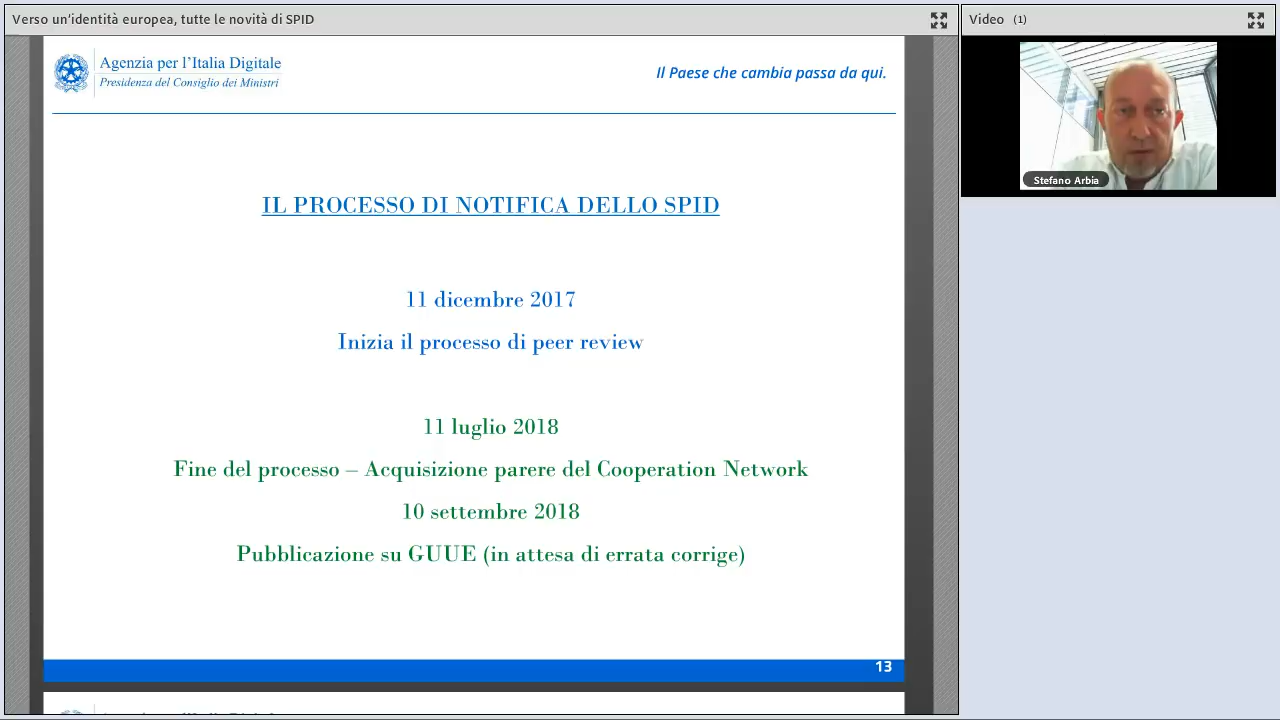 Verso un'identità europea, tutte le novità di SPID
Video (1)
Agenzia per l'Italia Digitale
Presidenza del Consiglio dei Ministri
Il Paese che cambia passa da qui.
Stefano Arbia
IL PROCESSO DI NOTIFICA DELLO SPID
11 dicembre 2017
Inizia il processo di peer review
11 luglio 2018
Fine del processo – Acquisizione parere del Cooperation Network
10 settembre 2018
Pubblicazione su GUUE (in attesa di errata corrige)
13